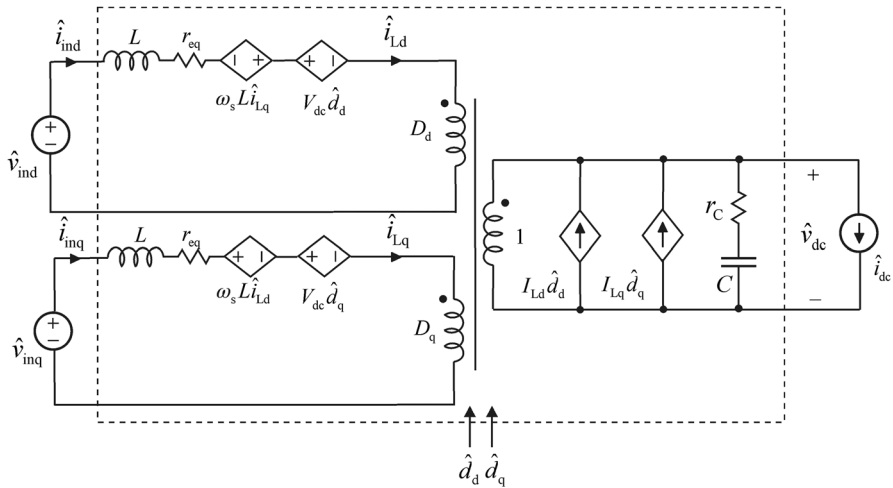 î_ind
L
r_eq
− +
ω_s L î_Lq
+ −
V_dc d̂_d
î_Ld
+
−
v̂_ind
D_d
î_inq
L
r_eq
+ −
ω_s L î_Ld
+ −
V_dc d̂_q
î_Lq
+
−
v̂_inq
D_q
1
I_Ld d̂_d
I_Lq d̂_q
r_C
C
+
v̂_dc
−
î_dc
d̂_d d̂_q